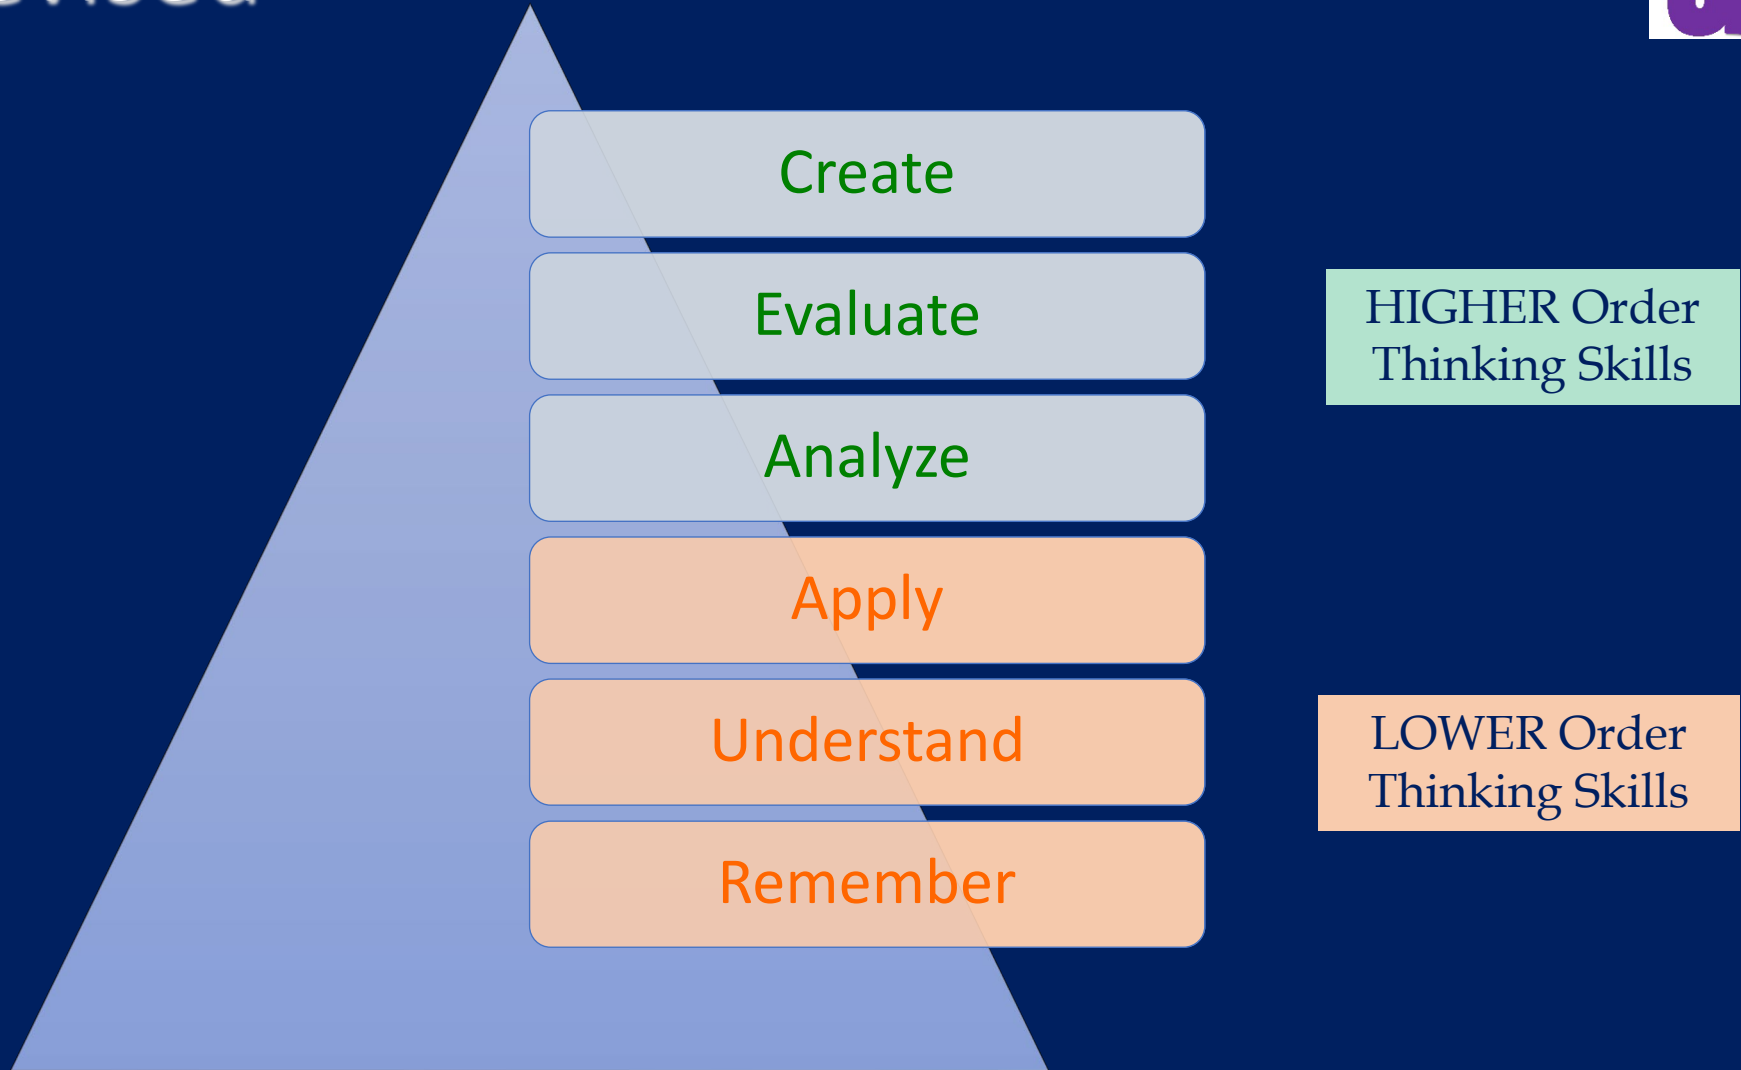 Create
Evaluate
HIGHER Order
Thinking Skills
Analyze
Apply
Understand
LOWER Order
Thinking Skills
Remember